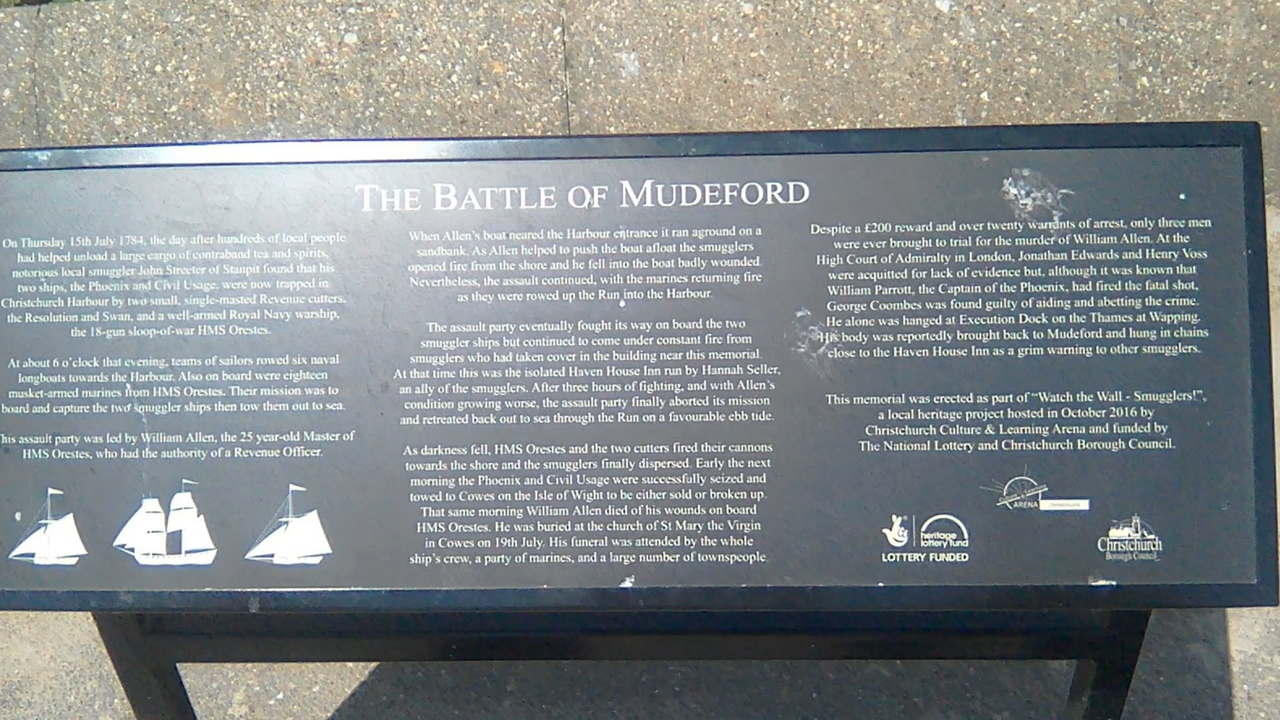 THE BATTLE OF MUDEFORD
On Thursday 15th July 1784, the day after hundreds of local people
had helped unload a large cargo of contraband tea and spirits,
notorious local smuggler John Streeter of Stanpit found that his
two ships, the Phoenix and Civil Usage, were now trapped in
Christchurch Harbour by two small, single-masted Revenue cutters,
the Resolution and Swan, and a well-armed Royal Navy warship,
the 18-gun sloop-of-war HMS Orestes.
At about 6 o'clock that evening, teams of sailors rowed six naval
longboats towards the Harbour. Also on board were eighteen
musket-armed marines from HMS Orestes. Their mission was to
board and capture the two smuggler ships then tow them out to sea.
This assault party was led by William Allen, the 25 year-old Master of
HMS Orestes, who had the authority of a Revenue Officer.
When Allen's boat neared the Harbour entrance it ran aground on a
sandbank. As Allen helped to push the boat afloat the smugglers
opened fire from the shore and he fell into the boat badly wounded.
Nevertheless, the assault continued, with the marines returning fire
as they were rowed up the Run into the Harbour.
The assault party eventually fought its way on board the two
smuggler ships but continued to come under constant fire from
smugglers who had taken cover in the building near this memorial.
At that time this was the isolated Haven House Inn run by Hannah Seller,
an ally of the smugglers. After three hours of fighting, and with Allen's
condition growing worse, the assault party finally aborted its mission
and retreated back out to sea through the Run on a favourable ebb tide.
As darkness fell, HMS Orestes and the two cutters fired their cannons
towards the shore and the smugglers finally dispersed. Early the next
morning the Phoenix and Civil Usage were successfully seized and
towed to Cowes on the Isle of Wight to be either sold or broken up.
That same morning William Allen died of his wounds on board
HMS Orestes. He was buried at the church of St Mary the Virgin
in Cowes on 19th July. His funeral was attended by the whole
ship's crew, a party of marines, and a large number of townspeople.
Despite a £200 reward and over twenty warrants of arrest, only three men
were ever brought to trial for the murder of William Allen. At the
High Court of Admiralty in London, Jonathan Edwards and Henry Voss
were acquitted for lack of evidence but, although it was known that
William Parrott, the Captain of the Phoenix, had fired the fatal shot,
George Coombes was found guilty of aiding and abetting the crime.
He alone was hanged at Execution Dock on the Thames at Wapping.
His body was reportedly brought back to Mudeford and hung in chains
close to the Haven House Inn as a grim warning to other smugglers.
This memorial was erected as part of "Watch the Wall - Smugglers!",
a local heritage project hosted in October 2016 by
Christchurch Culture & Learning Arena and funded by
The National Lottery and Christchurch Borough Council.
ARENA
heritage
lottery fund
LOTTERY FUNDED
Christchurch
Borough Council